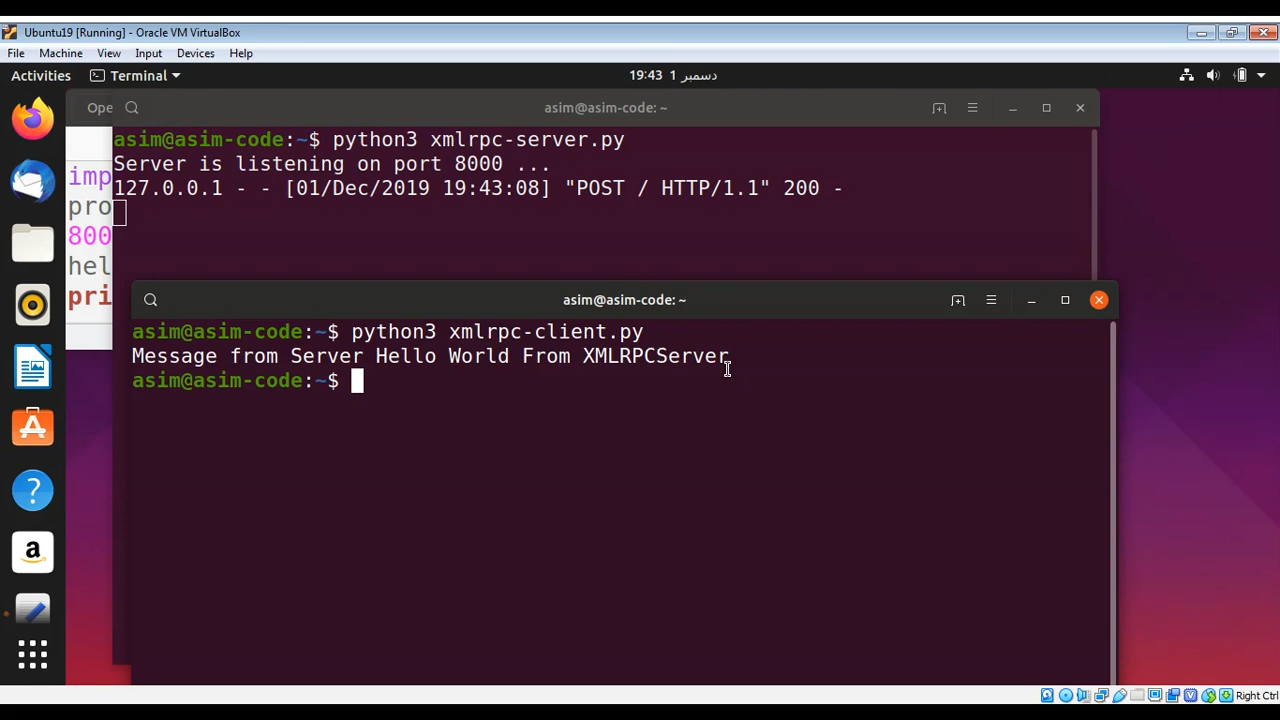 Ubuntu19 [Running] - Oracle VM VirtualBox
File Machine View Input Devices Help
Activities Terminal 19:43 1 دسمبر
Ope asim@asim-code: ~
asim@asim-code:~$ python3 xmlrpc-server.py
Server is listening on port 8000 ...
127.0.0.1 - - [01/Dec/2019 19:43:08] "POST / HTTP/1.1" 200 -
imp
pro
800
hel
pri
asim@asim-code: ~
asim@asim-code:~$ python3 xmlrpc-client.py
Message from Server Hello World From XMLRPCServer
asim@asim-code:~$
Right Ctrl